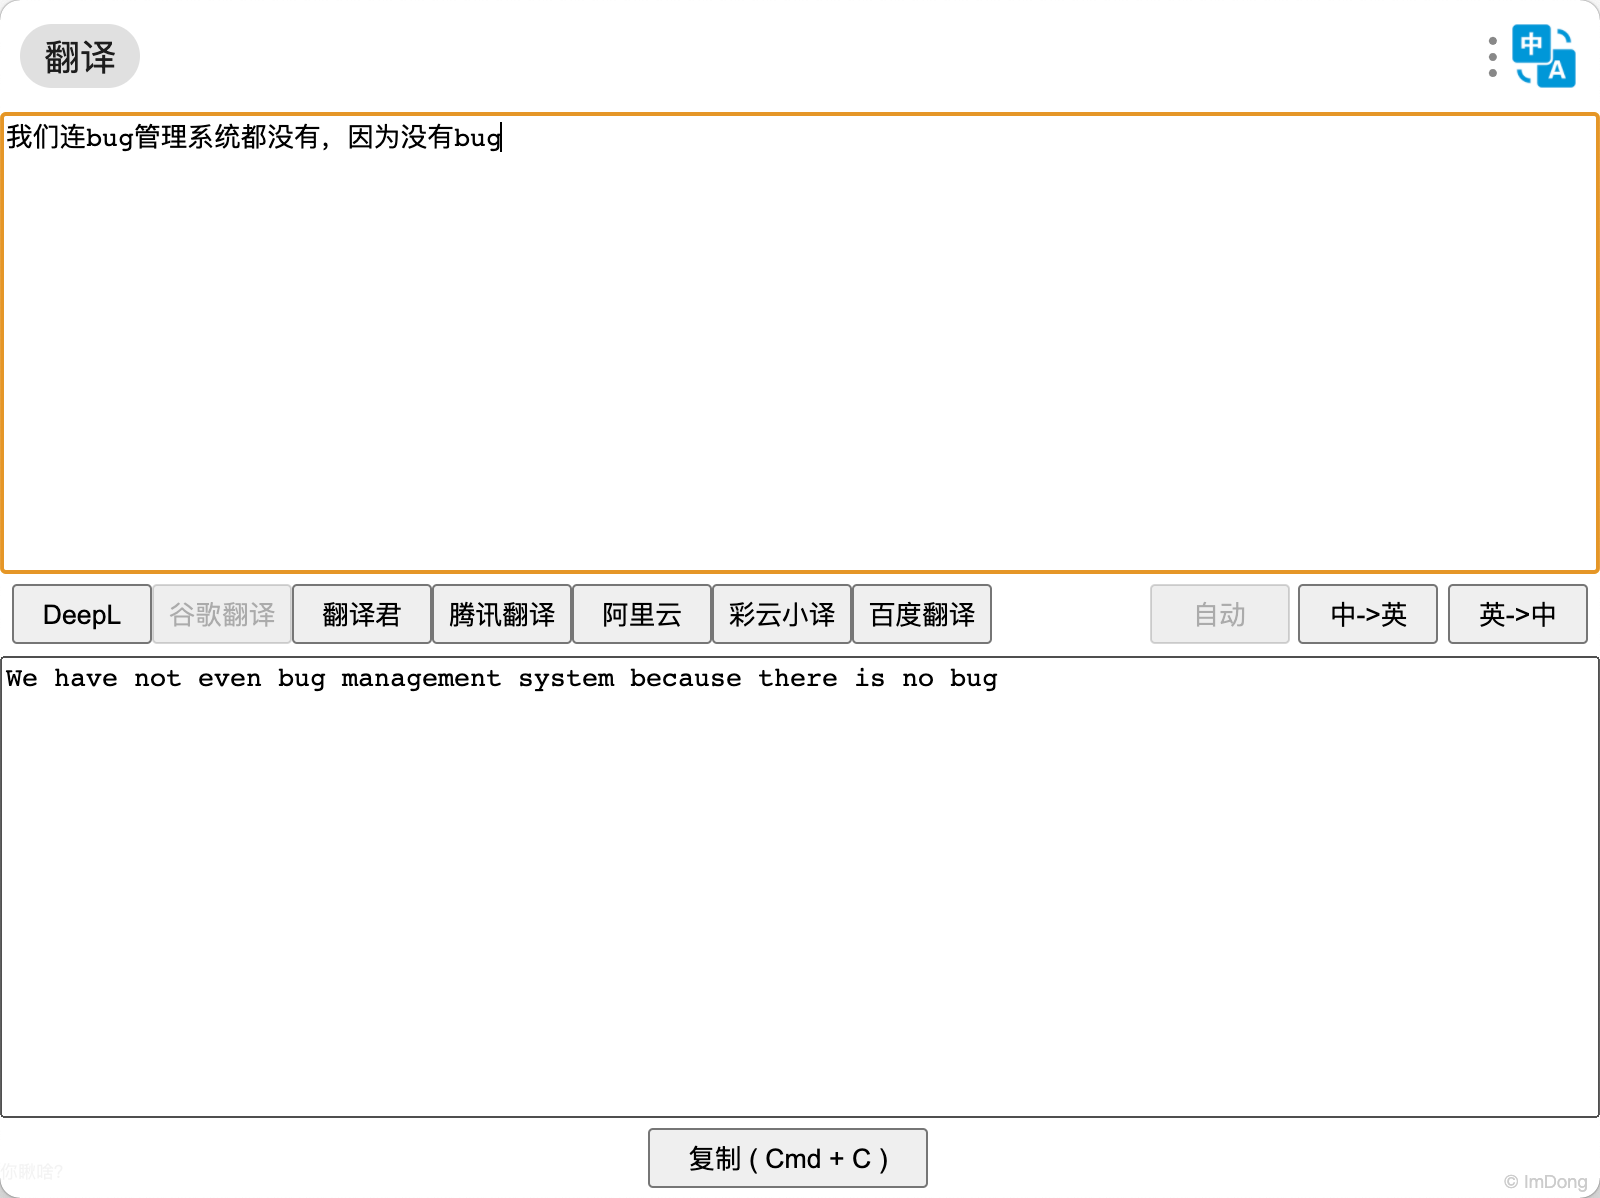 翻译
中
A
我们连bug管理系统都没有，因为没有bug
DeepL 谷歌翻译 翻译君 腾讯翻译 阿里云 彩云小译 百度翻译 自动 中->英 英->中
We have not even bug management system because there is no bug
复制 ( Cmd + C )
你瞅啥?
© ImDong